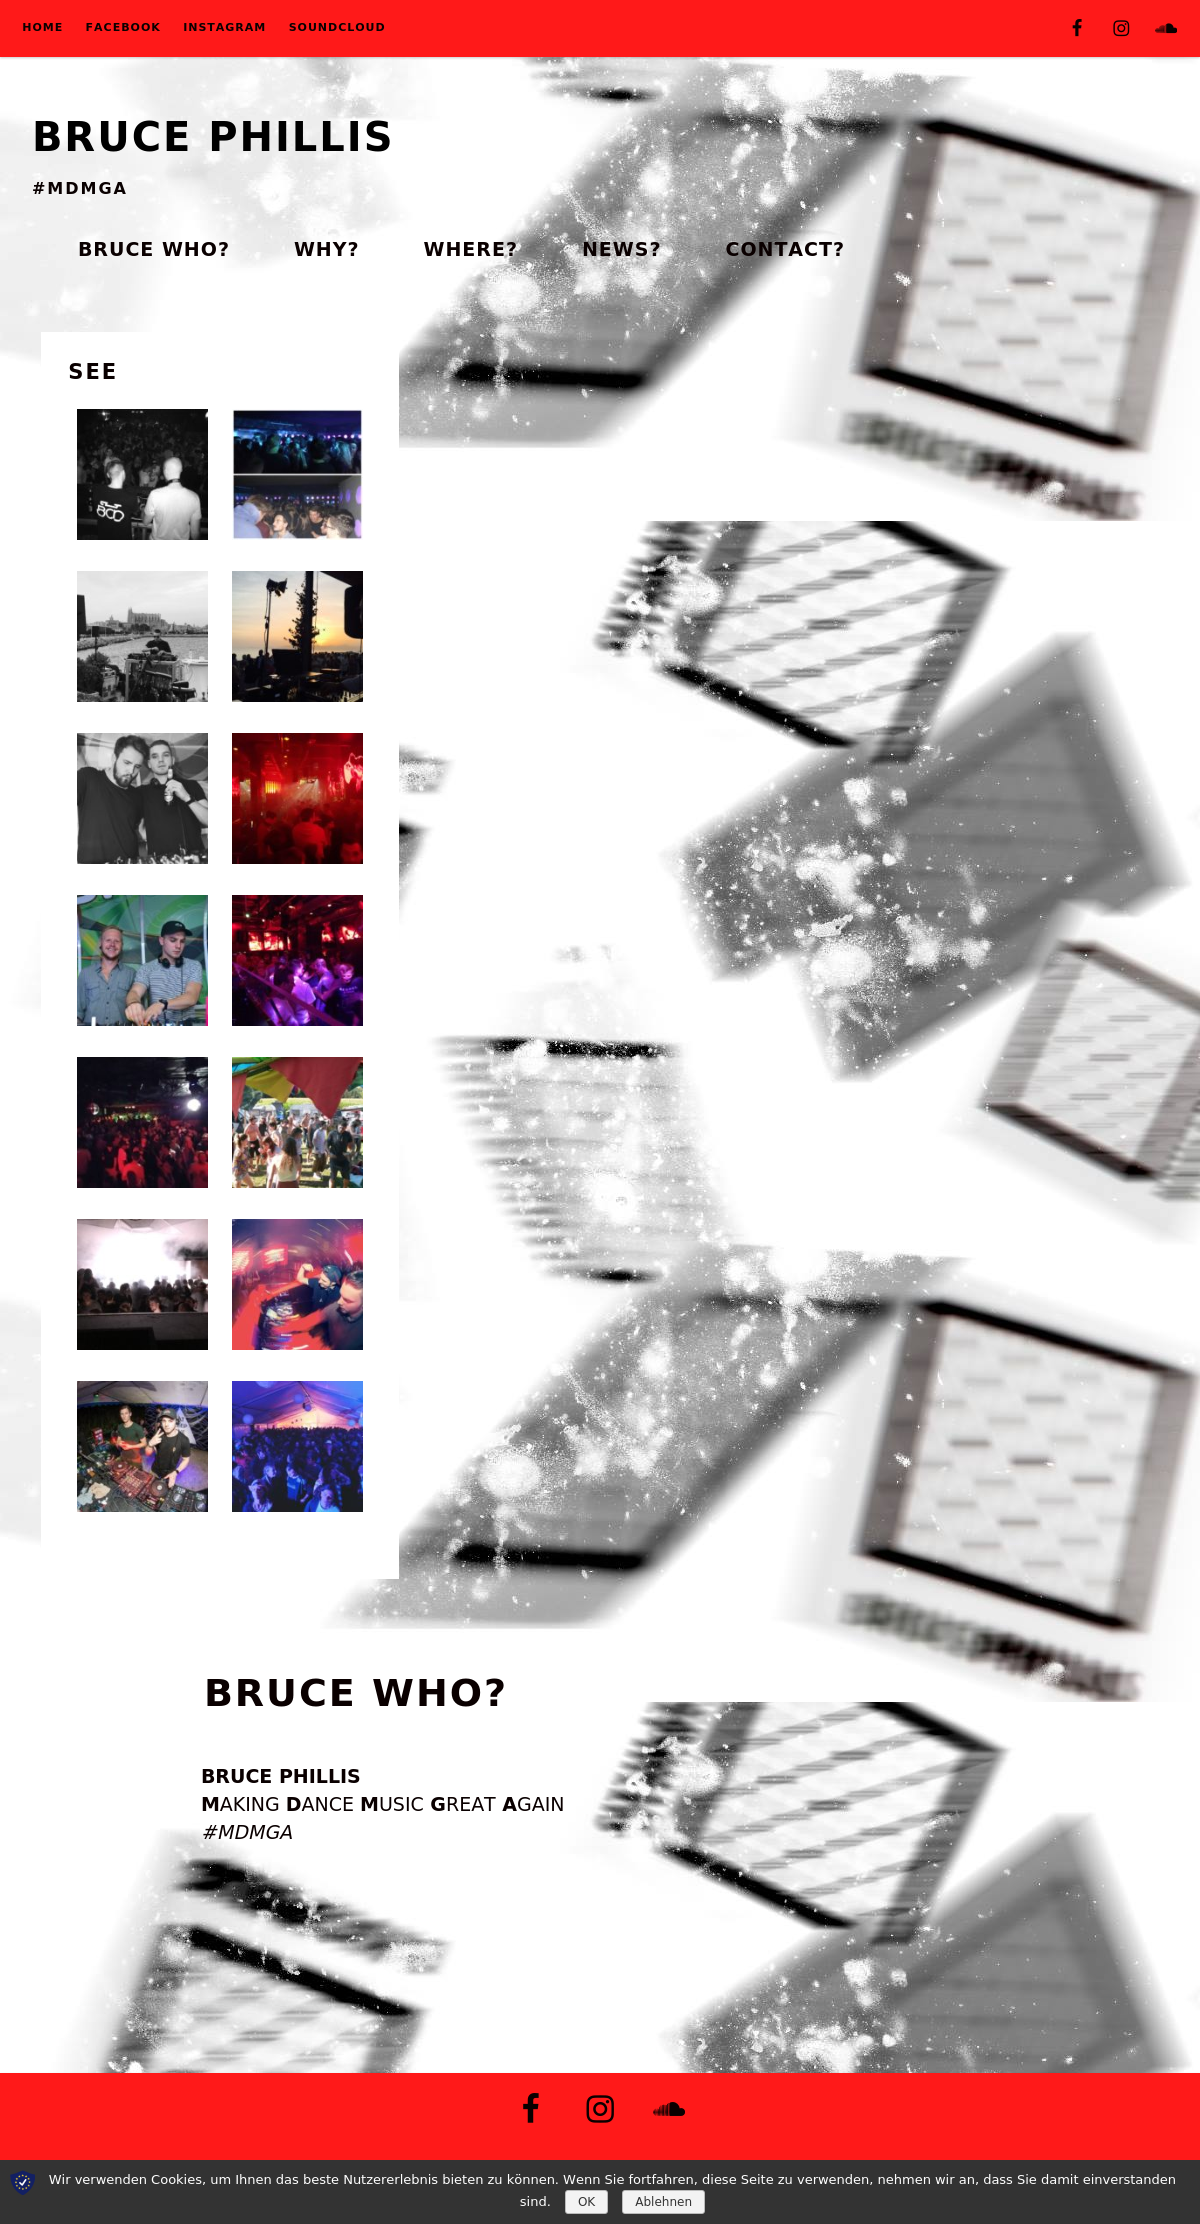 HOME FACEBOOK INSTAGRAM SOUNDCLOUD
BRUCE PHILLIS
#MDMGA
BRUCE WHO? WHY? WHERE? NEWS? CONTACT?
SEE
BRUCE WHO?
BRUCE PHILLIS
MAKING DANCE MUSIC GREAT AGAIN
#MDMGA
Wir verwenden Cookies, um Ihnen das beste Nutzererlebnis bieten zu können. Wenn Sie fortfahren, diese Seite zu verwenden, nehmen wir an, dass Sie damit einverstanden
sind. OK Ablehnen